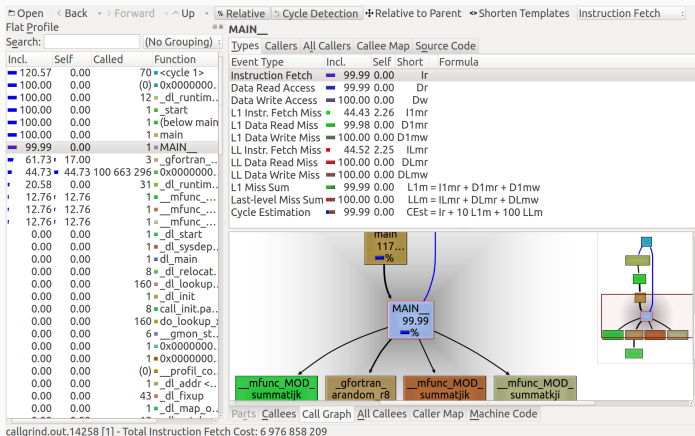 Open < Back > Forward ^ Up % Relative Cycle Detection Relative to Parent Shorten Templates Instruction Fetch
Flat Profile
Search: (No Grouping)
Incl. Self Called Function
120.57 0.00 70 <cycle 1>
100.00 0.00 (0) 0x0000000...
100.00 0.00 12 _dl_runtim...
100.00 0.00 1 _start
100.00 0.00 1 (below main
100.00 0.00 1 main
99.99 0.00 1 MAIN__
61.73 17.00 3 _gfortran_...
44.73 44.73 100 663 296 0x0000000...
20.58 0.00 31 _dl_runtim...
12.76 12.76 1 __mfunc_...
12.76 12.76 1 __mfunc_...
12.76 12.76 1 __mfunc_...
0.00 0.00 1 _dl_start
0.00 0.00 1 _dl_sysdep...
0.00 0.00 1 dl_main
0.00 0.00 8 _dl_relocat...
0.00 0.00 160 _dl_lookup...
0.00 0.00 1 _dl_init
0.00 0.00 8 call_init.pa...
0.00 0.00 160 do_lookup_x
0.00 0.00 6 __gmon_st...
0.00 0.00 1 0x0000000...
0.00 0.00 1 0x0000000...
0.00 0.00 (0) __profil_co...
0.00 0.00 1 _dl_addr <...
0.00 0.00 43 _dl_fixup
0.00 0.00 1 _dl_map_o...
MAIN__
Types Callers All Callers Callee Map Source Code
Event Type Incl. Self Short Formula
Instruction Fetch 99.99 0.00 Ir
Data Read Access 99.99 0.00 Dr
Data Write Access 100.00 0.00 Dw
L1 Instr. Fetch Miss 44.43 2.26 I1mr
L1 Data Read Miss 99.98 0.00 D1mr
L1 Data Write Miss 100.00 0.00 D1mw
LL Instr. Fetch Miss 44.52 2.25 ILmr
LL Data Read Miss 100.00 0.00 DLmr
LL Data Write Miss 100.00 0.00 DLmw
L1 Miss Sum 99.99 0.00 L1m = I1mr + D1mr + D1mw
Last-level Miss Sum 100.00 0.00 LLm = ILmr + DLmr + DLmw
Cycle Estimation 99.99 0.00 CEst = Ir + 10 L1m + 100 LLm
main
117...
%
MAIN__
99.99
%
__mfunc_MOD_
summatijk
_gfortran_
arandom_r8
__mfunc_MOD_
summatjik
__mfunc_MOD_
summatkji
Parts Callees Call Graph All Callees Caller Map Machine Code
callgrind.out.14258 [1] - Total Instruction Fetch Cost: 6 976 858 209